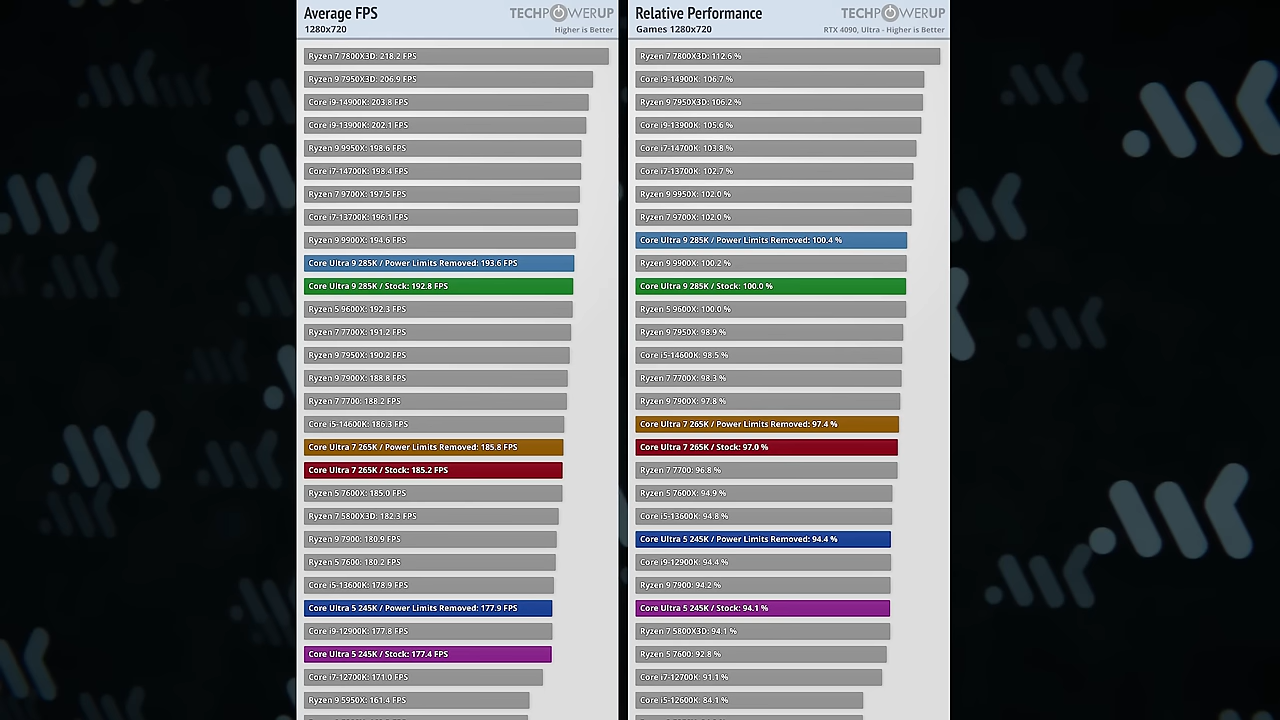 Average FPS
TECHPOWERUP
1280x720
Higher is Better
Ryzen 7 7800X3D: 218.2 FPS
Ryzen 9 7950X3D: 206.9 FPS
Core i9-14900K: 203.8 FPS
Core i9-13900K: 202.1 FPS
Ryzen 9 9950X: 198.6 FPS
Core i7-14700K: 198.4 FPS
Ryzen 7 9700X: 197.5 FPS
Core i7-13700K: 196.1 FPS
Ryzen 9 9900X: 194.6 FPS
Core Ultra 9 285K / Power Limits Removed: 193.6 FPS
Core Ultra 9 285K / Stock: 192.8 FPS
Ryzen 5 9600X: 192.3 FPS
Ryzen 7 7700X: 191.2 FPS
Ryzen 9 7950X: 190.2 FPS
Ryzen 9 7900X: 188.8 FPS
Ryzen 7 7700: 188.2 FPS
Core i5-14600K: 186.3 FPS
Core Ultra 7 265K / Power Limits Removed: 185.8 FPS
Core Ultra 7 265K / Stock: 185.2 FPS
Ryzen 5 7600X: 185.0 FPS
Ryzen 7 5800X3D: 182.3 FPS
Ryzen 9 7900: 180.9 FPS
Ryzen 5 7600: 180.2 FPS
Core i5-13600K: 178.9 FPS
Core Ultra 5 245K / Power Limits Removed: 177.9 FPS
Core i9-12900K: 177.8 FPS
Core Ultra 5 245K / Stock: 177.4 FPS
Core i7-12700K: 171.0 FPS
Ryzen 9 5950X: 161.4 FPS
Relative Performance
TECHPOWERUP
Games 1280x720
RTX 4090, Ultra - Higher is Better
Ryzen 7 7800X3D: 112.6 %
Core i9-14900K: 106.7 %
Ryzen 9 7950X3D: 106.2 %
Core i9-13900K: 105.6 %
Core i7-14700K: 103.8 %
Core i7-13700K: 102.7 %
Ryzen 9 9950X: 102.0 %
Ryzen 7 9700X: 102.0 %
Core Ultra 9 285K / Power Limits Removed: 100.4 %
Ryzen 9 9900X: 100.2 %
Core Ultra 9 285K / Stock: 100.0 %
Ryzen 5 9600X: 100.0 %
Ryzen 9 7950X: 98.9 %
Core i5-14600K: 98.5 %
Ryzen 7 7700X: 98.3 %
Ryzen 9 7900X: 97.8 %
Core Ultra 7 265K / Power Limits Removed: 97.4 %
Core Ultra 7 265K / Stock: 97.0 %
Ryzen 7 7700: 96.8 %
Ryzen 5 7600X: 94.9 %
Core i5-13600K: 94.8 %
Core Ultra 5 245K / Power Limits Removed: 94.4 %
Core i9-12900K: 94.4 %
Ryzen 9 7900: 94.2 %
Core Ultra 5 245K / Stock: 94.1 %
Ryzen 7 5800X3D: 94.1 %
Ryzen 5 7600: 92.8 %
Core i7-12700K: 91.1 %
Core i5-12600K: 84.1 %